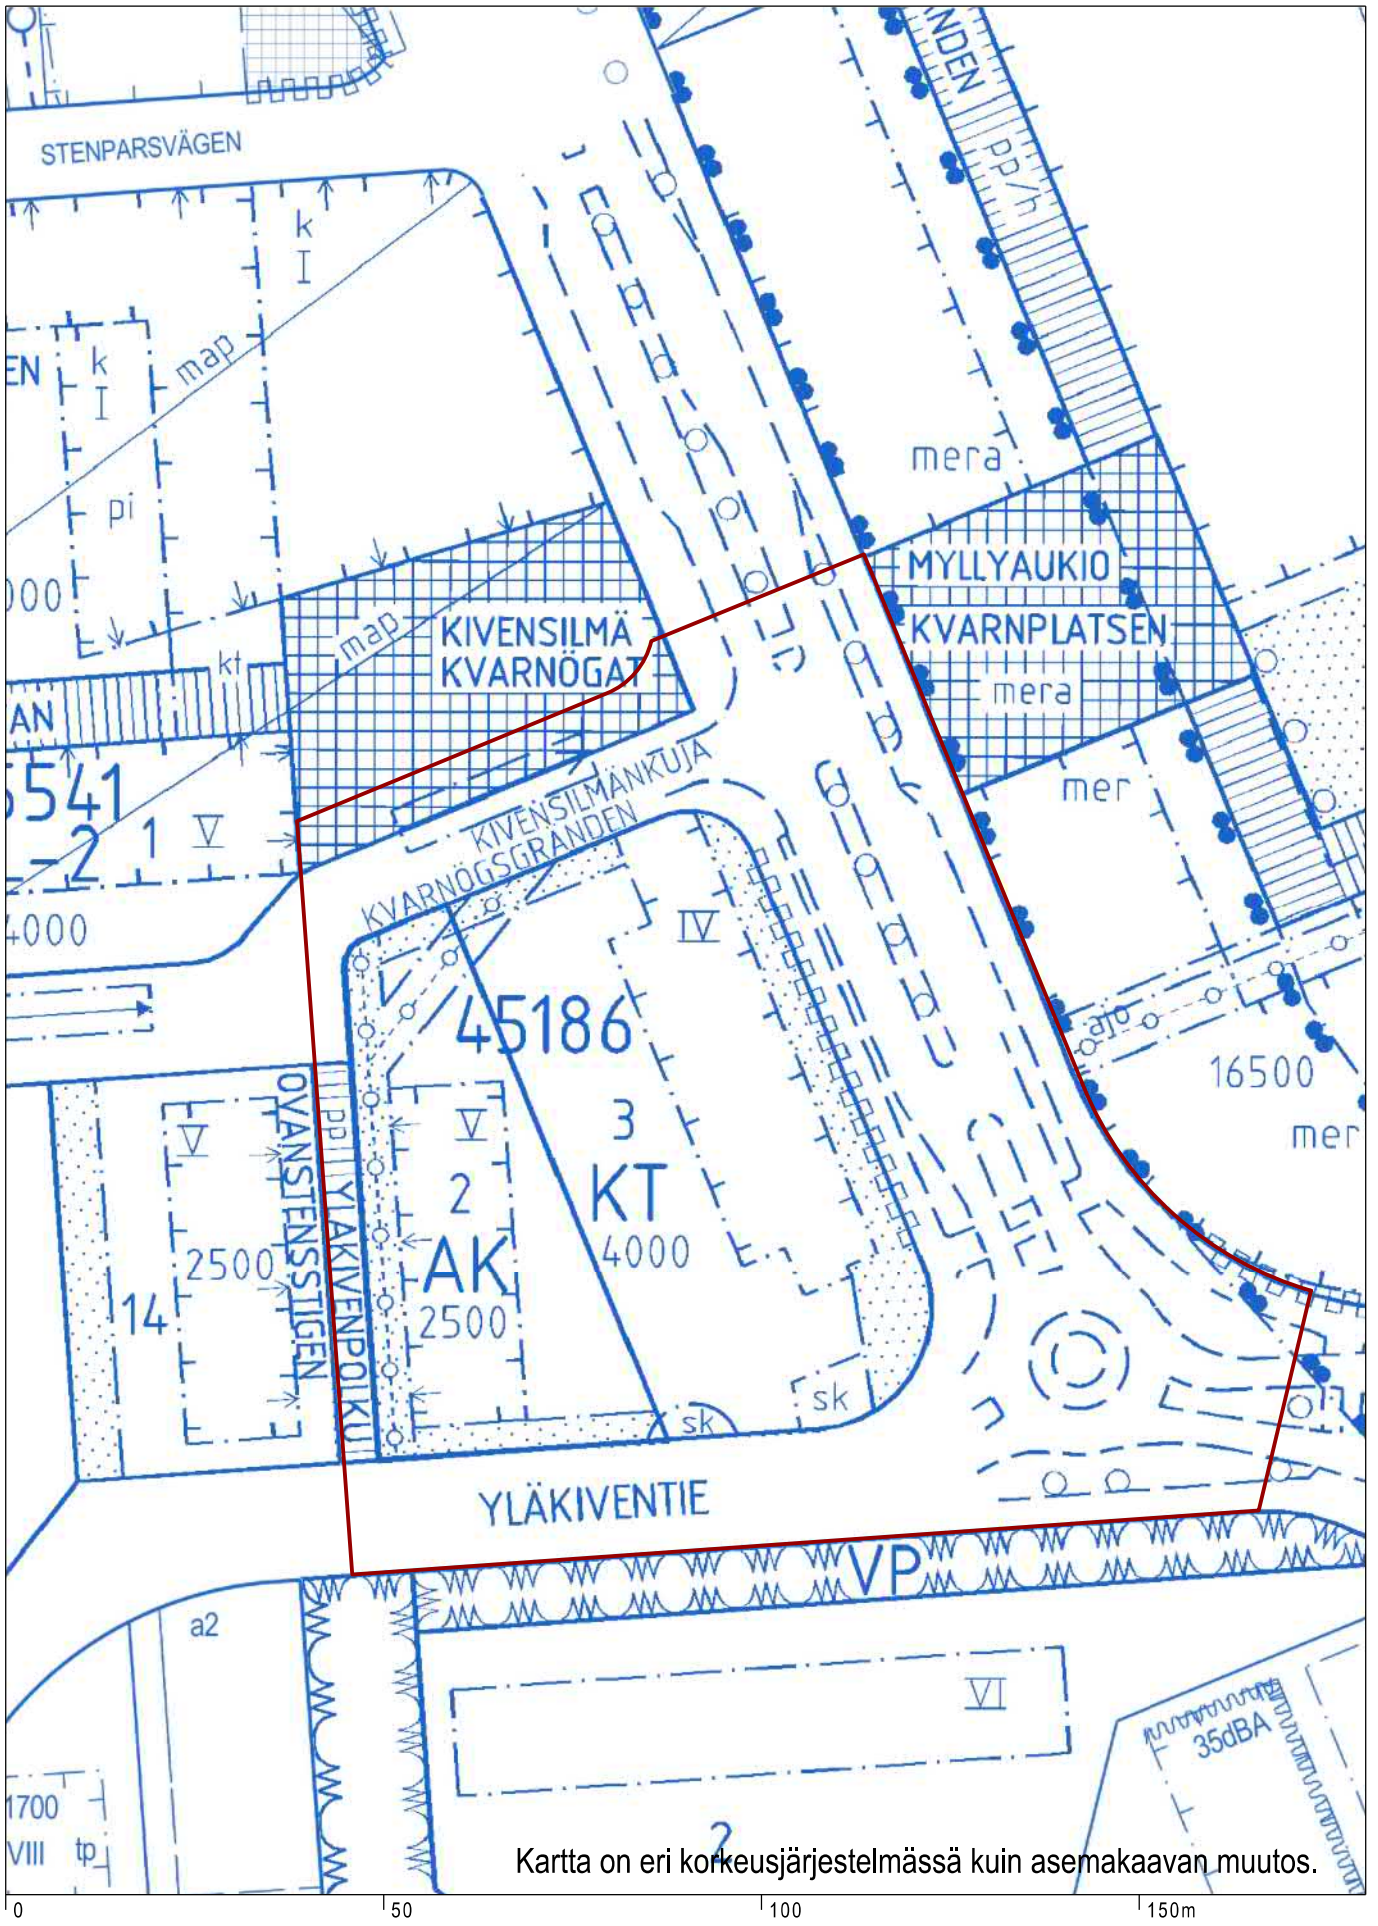 STENPARSVÄGEN
NDEN
pp/h
k
I
map
EN
k
I
pi
mera
000
MYLLYAUKIO
KVARNPLATSEN
mera
KIVENSILMÄ
KVARNÖGAT
map
kt
AN
mer
5541
-2 1 V
4000
KIVENSILMÄNKUJA
KVARNÖGSGRÄNDEN
IV
45186
ajo
16500
mer
3
KT
4000
V
2
AK
2500
V
2500
14
OVANSTENSSTIGEN
pp
YLÄKIVENPOLKU
sk
sk
YLÄKIVENTIE
VP
a2
VI
35dBA
1700
VIII tp
2
Kartta on eri korkeusjärjestelmässä kuin asemakaavan muutos.
0 50 100 150m